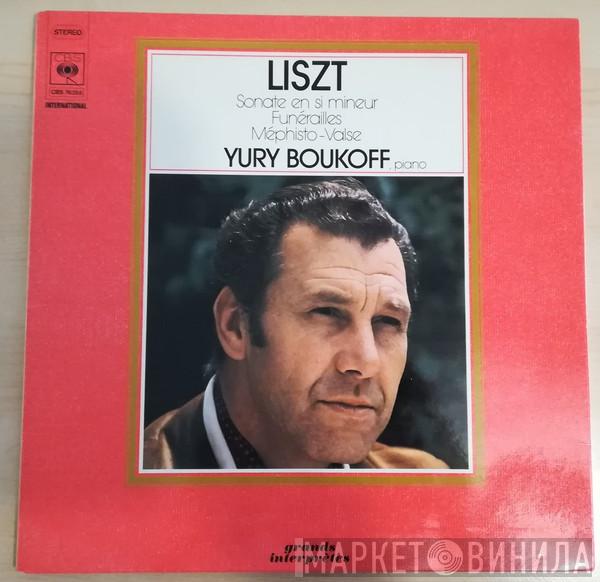 STEREO
CBS
INTERNATIONAL
LISZT
Sonate en si mineur
Funérailles
Méphisto-Valse
YURY BOUKOFF, piano
grands
interprètes
МАРКЕТ ВИНИЛА